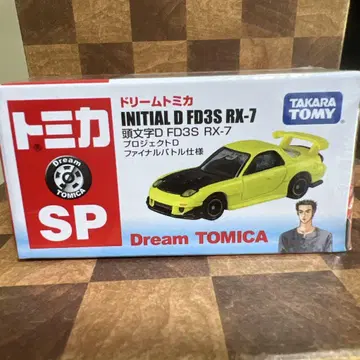 ドリームトミカ
INITIAL D FD3S RX-7
頭文字D FD3S RX-7
プロジェクトD
ファイナルバトル仕様
TAKARA
TOMY
トミカ
Dream
TOMICA
SP
Dream TOMICA